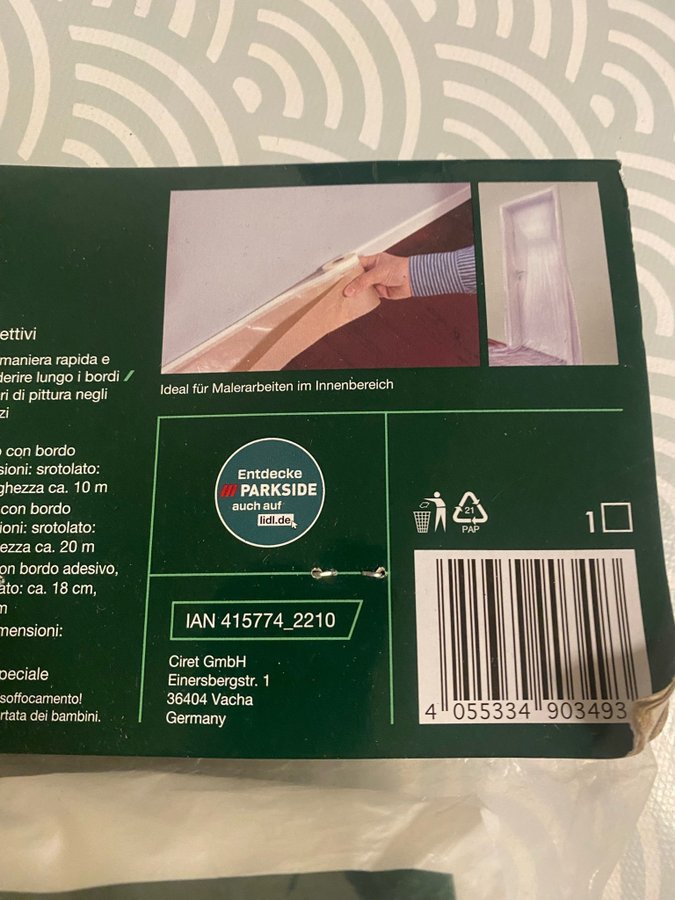 ettivi
maniera rapida e
derire lungo i bordi /
ri di pittura negli
zi
o con bordo
sioni: srotolato:
ghezza ca. 10 m
con bordo
ioni: srotolato:
ezza ca. 20 m
on bordo adesivo,
ato: ca. 18 cm,
m
mensioni:
peciale
soffocamento!
rtata dei bambini.
Ideal für Malerarbeiten im Innenbereich
Entdecke
/// PARKSIDE
auch auf
lidl.de
21
PAP
1
IAN 415774_2210
Ciret GmbH
Einersbergstr. 1
36404 Vacha
Germany
4 055334 903493